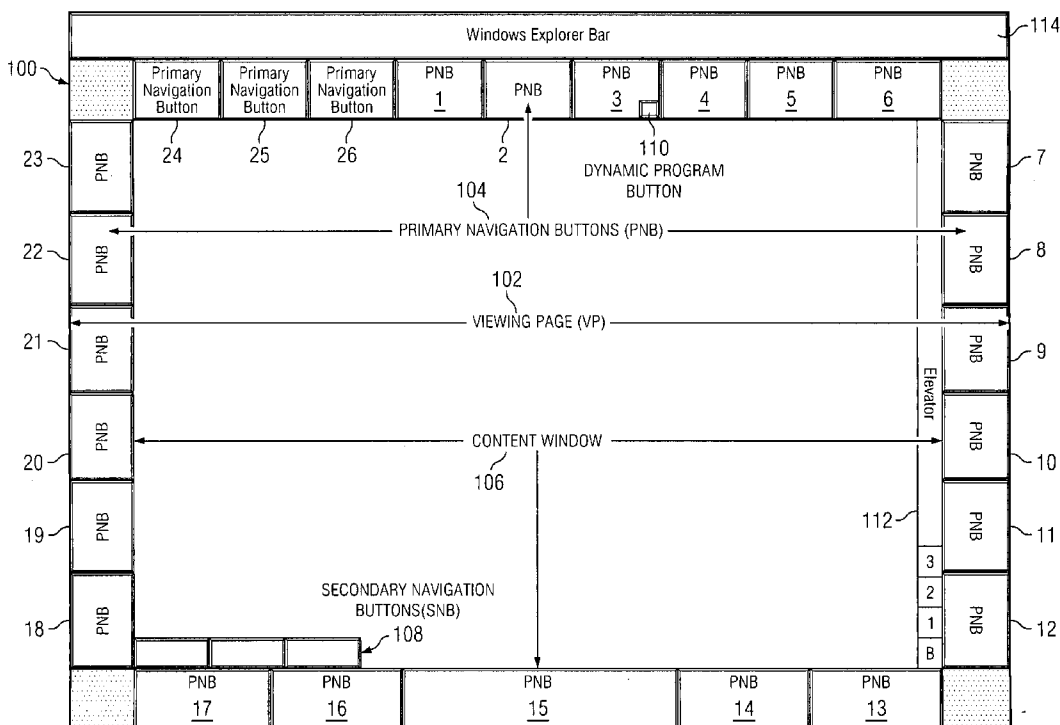 Windows Explorer Bar
114
100
Primary
Navigation
Button
Primary
Navigation
Button
Primary
Navigation
Button
PNB
1
PNB
PNB
3
PNB
4
PNB
5
PNB
6
24
25
26
2
110
DYNAMIC PROGRAM
BUTTON
23
PNB
PNB
7
104
PRIMARY NAVIGATION BUTTONS (PNB)
22
PNB
PNB
8
102
VIEWING PAGE (VP)
21
PNB
PNB
9
Elevator
20
PNB
CONTENT WINDOW
106
PNB
10
19
PNB
112
PNB
11
3
2
1
B
SECONDARY NAVIGATION
BUTTONS(SNB)
108
18
PNB
PNB
12
PNB
17
PNB
16
PNB
15
PNB
14
PNB
13